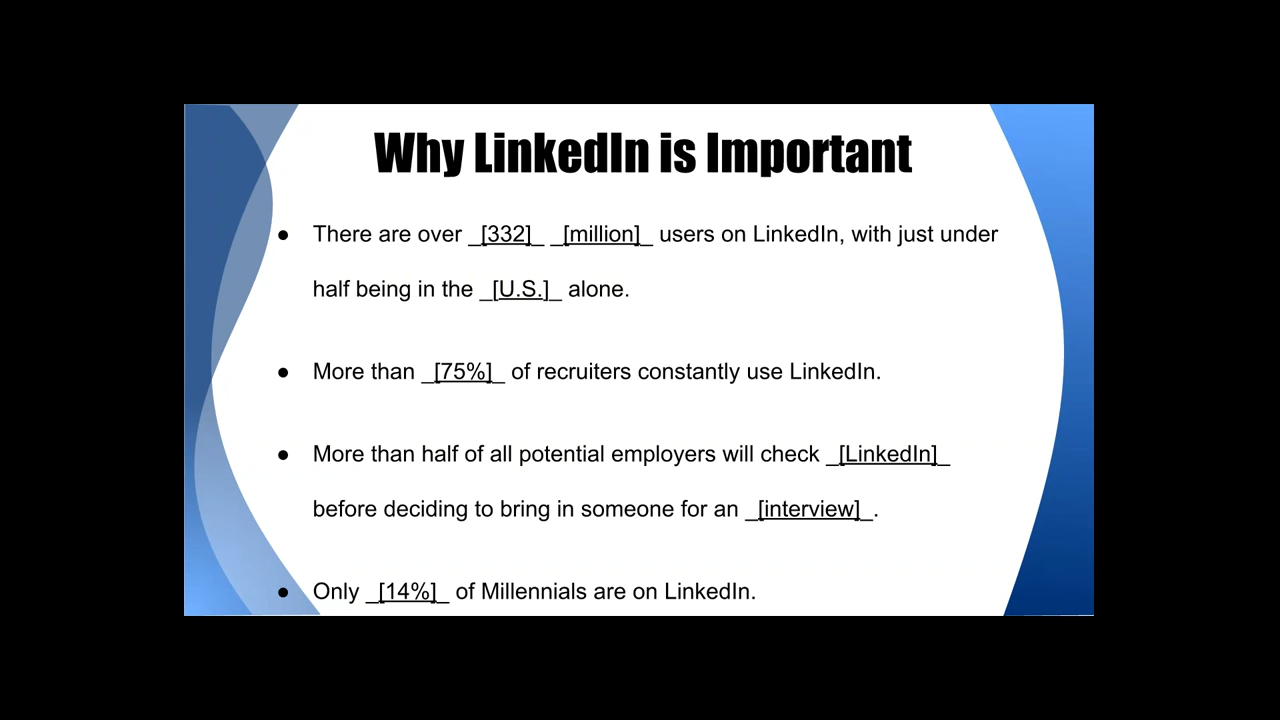 Why LinkedIn is Important
● There are over _[332]_ _[million]_ users on LinkedIn, with just under
half being in the _[U.S.]_ alone.
● More than _[75%]_ of recruiters constantly use LinkedIn.
● More than half of all potential employers will check _[LinkedIn]_
before deciding to bring in someone for an _[interview]_.
● Only _[14%]_ of Millennials are on LinkedIn.